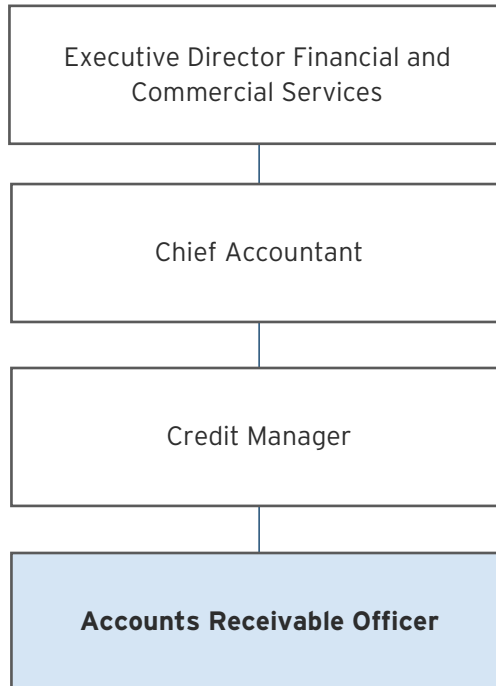 Executive Director Financial and
Commercial Services
Chief Accountant
Credit Manager
Accounts Receivable Officer